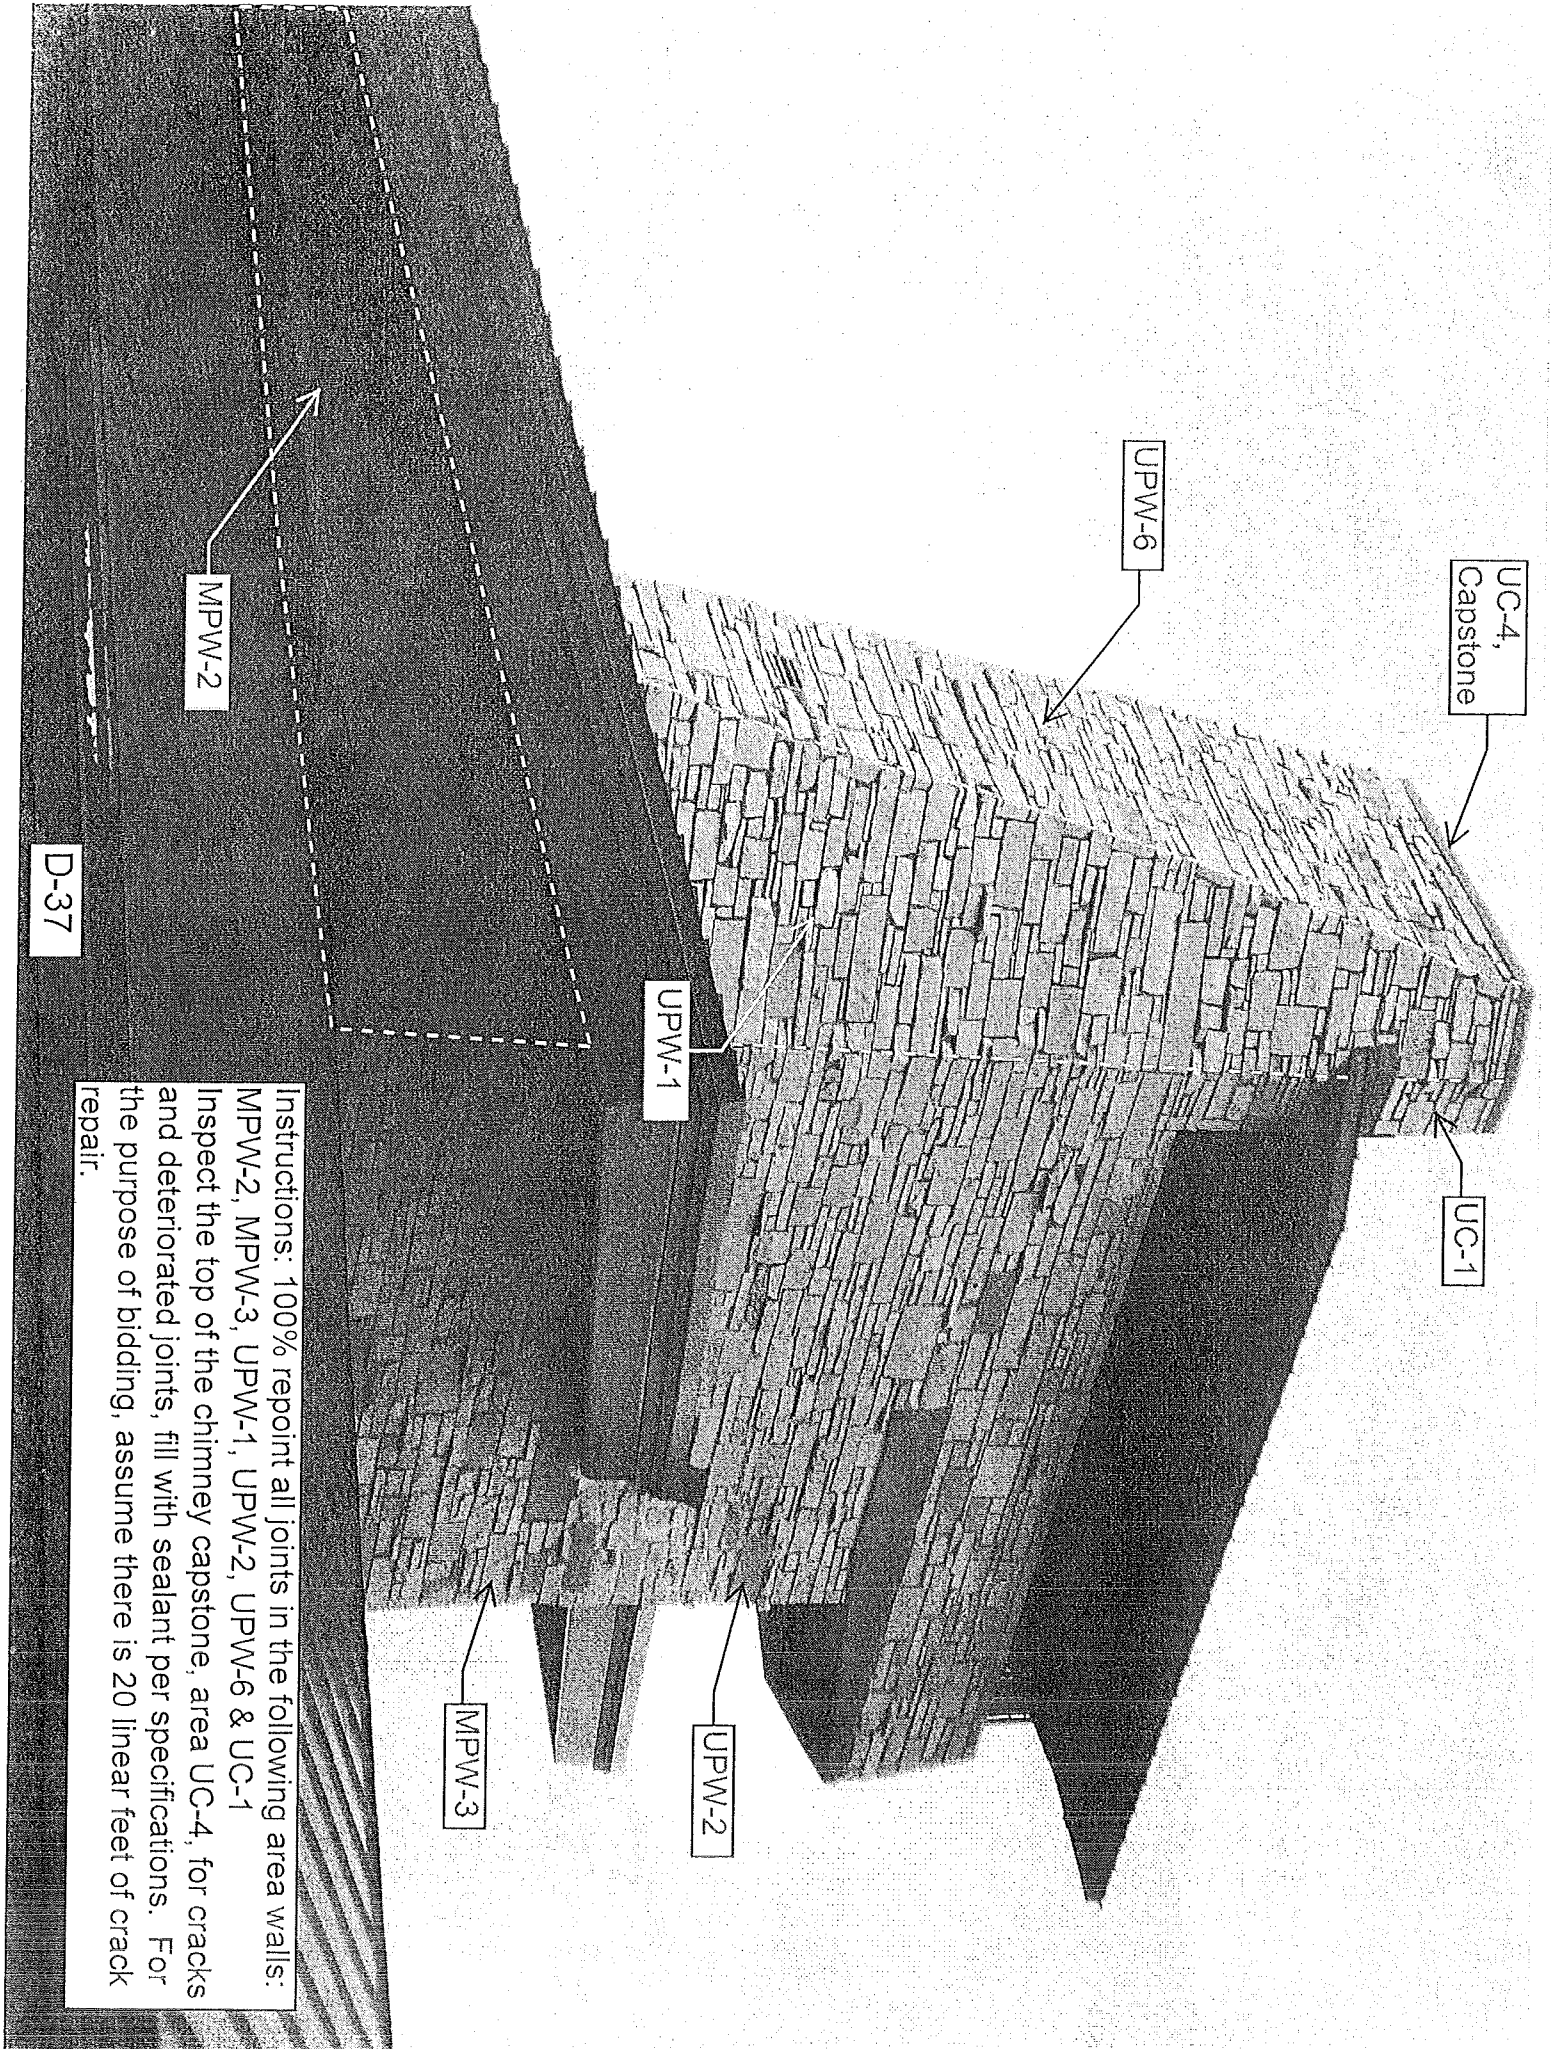 UC-4,
Capstone
UPW-6
UC-1
UPW-1
MPW-2
UPW-2
MPW-3
D-37
Instructions: 100% repoint all joints in the following area walls:
MPW-2, MPW-3, UPW-1, UPW-2, UPW-6 & UC-1
Inspect the top of the chimney capstone, area UC-4, for cracks
and deteriorated joints, fill with sealant per specifications. For
the purpose of bidding, assume there is 20 linear feet of crack
repair.